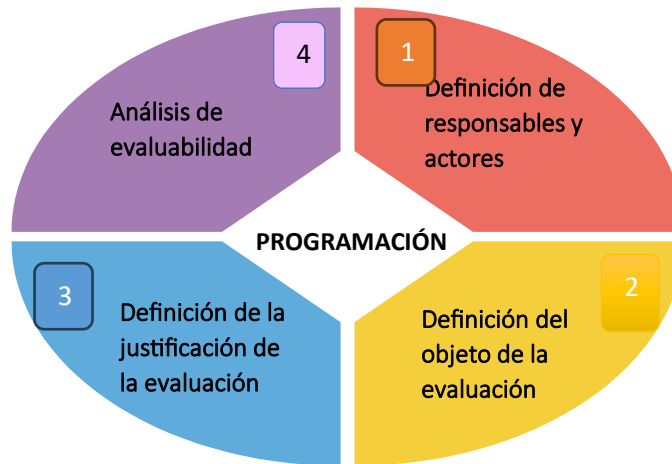 1
Definición de
responsables y
actores
2
Definición del
objeto de la
evaluación
3
Definición de la
justificación de
la evaluación
4
Análisis de
evaluabilidad
PROGRAMACIÓN